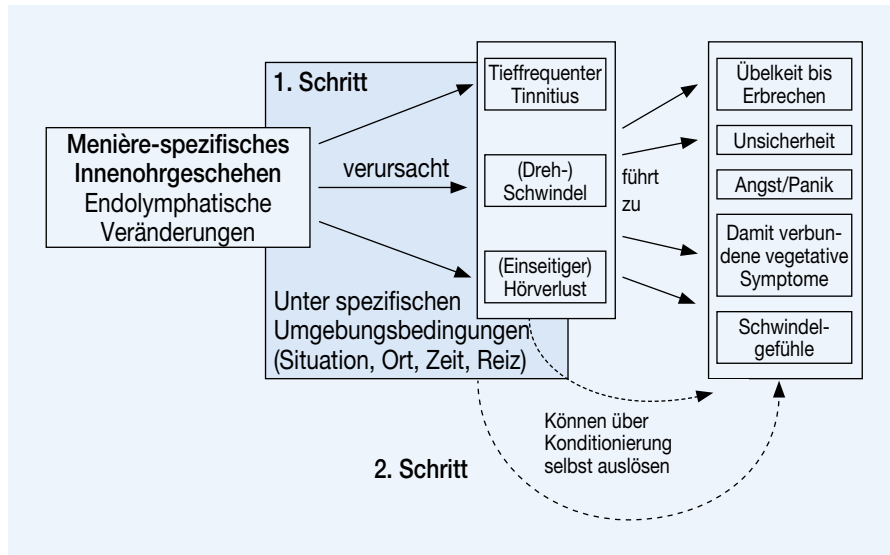 1. Schritt
Menière-spezifisches
Innenohrgeschehen
Endolymphatische
Veränderungen
verursacht
Unter spezifischen
Umgebungsbedingungen
(Situation, Ort, Zeit, Reiz)
Tieffrequenter
Tinnitius
(Dreh-)
Schwindel
(Einseitiger)
Hörverlust
führt
zu
Übelkeit bis
Erbrechen
Unsicherheit
Angst/Panik
Damit verbun-
dene vegetative
Symptome
Schwindel-
gefühle
Können über
Konditionierung
selbst auslösen
2. Schritt